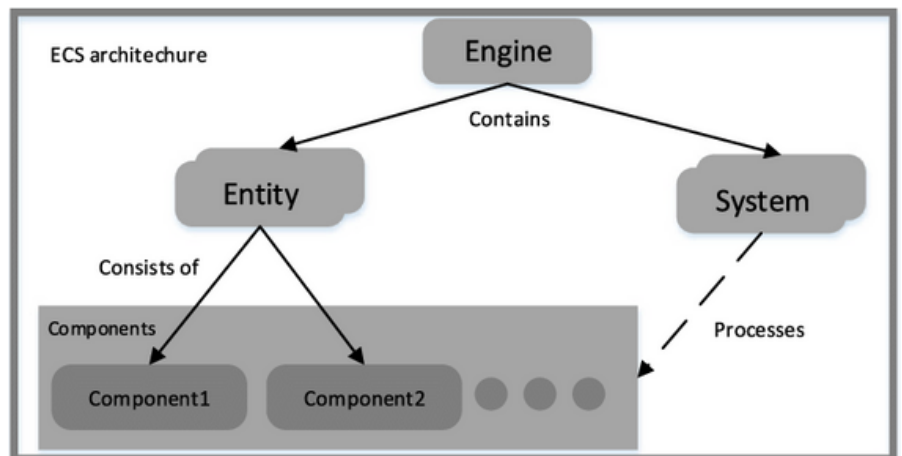 ECS architechure
Engine
Contains
Entity
System
Consists of
Processes
Components
Component1
Component2